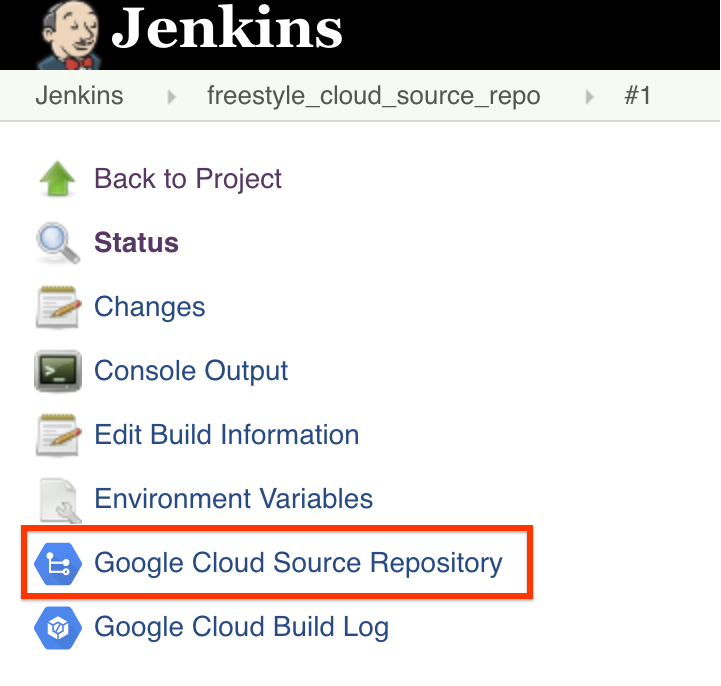 Jenkins
Jenkins freestyle_cloud_source_repo #1
Back to Project
Status
Changes
Console Output
Edit Build Information
Environment Variables
Google Cloud Source Repository
Google Cloud Build Log